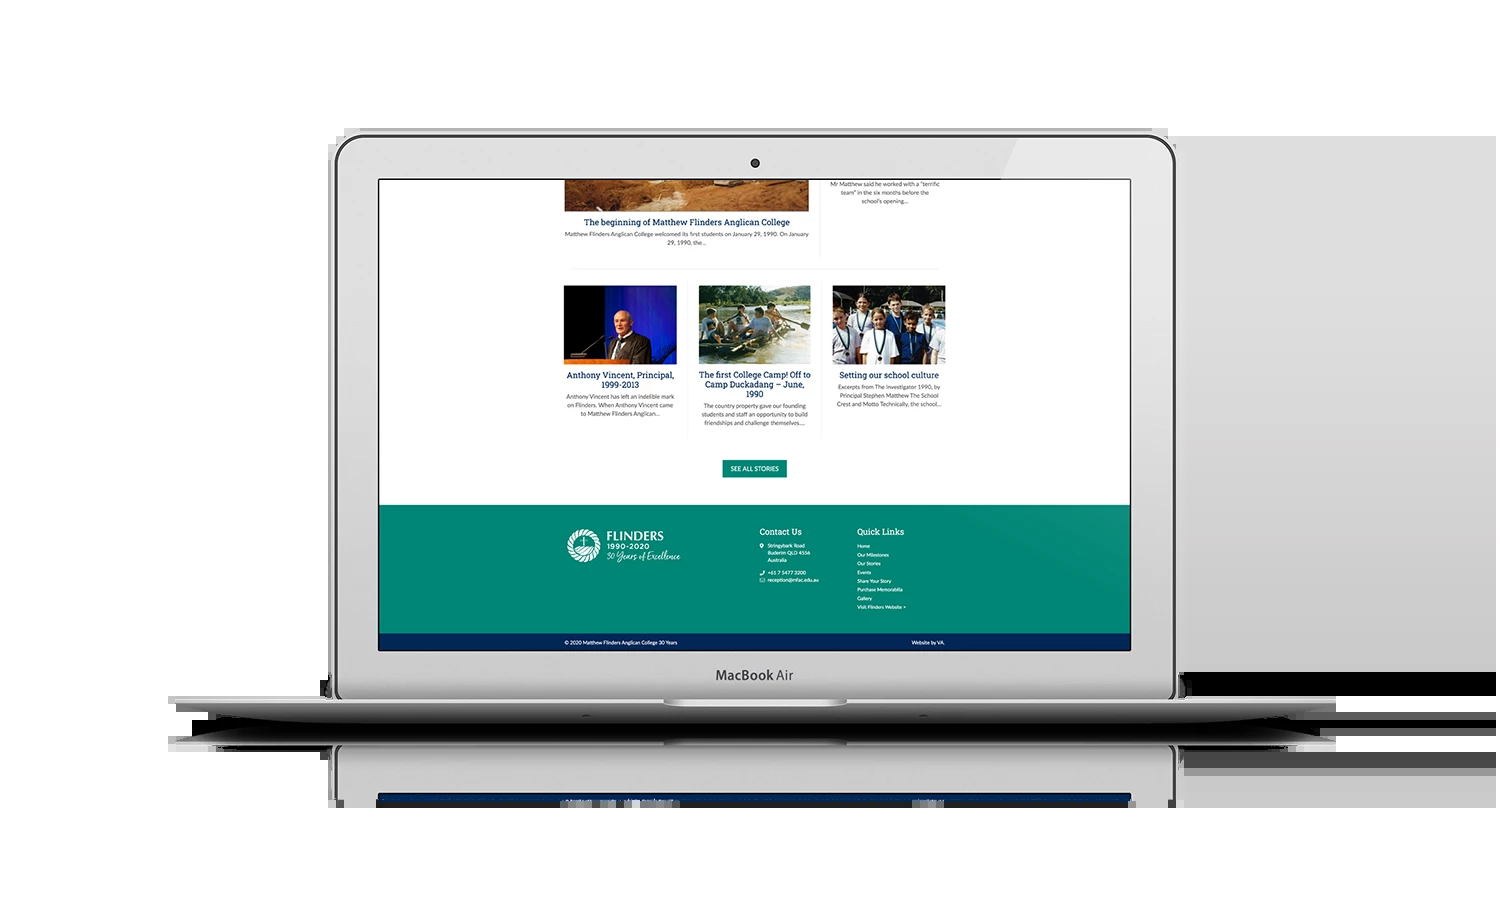 The beginning of Matthew Flinders Anglican College
Matthew Flinders Anglican College welcomed its first students on January 29, 1990. On January
29, 1990, the...
Mr Matthew said he worked with a "terrific
team" in the six months before the
school's opening...
Anthony Vincent, Principal,
1999-2013
Anthony Vincent has left an indelible mark
on Flinders. When Anthony Vincent came
to Matthew Flinders Anglican...
The first College Camp! Off to
Camp Duckadang – June,
1990
The country property gave our founding
students and staff an opportunity to build
friendships and challenge themselves....
Setting our school culture
Excerpts from The Investigator 1990, by
Principal Stephen Matthew The School
Crest and Motto Technically, the school...
SEE ALL STORIES
FLINDERS
1990-2020
30 Years of Excellence
Contact Us
Stringybark Road
Buderim QLD 4556
Australia
+61 7 5477 3200
reception@mfac.edu.au
Quick Links
Home
Our Milestones
Our Stories
Events
Share Your Story
Purchase Memorabilia
Gallery
Visit Flinders Website >
© 2020 Matthew Flinders Anglican College 30 Years
Website by VA.
MacBook Air